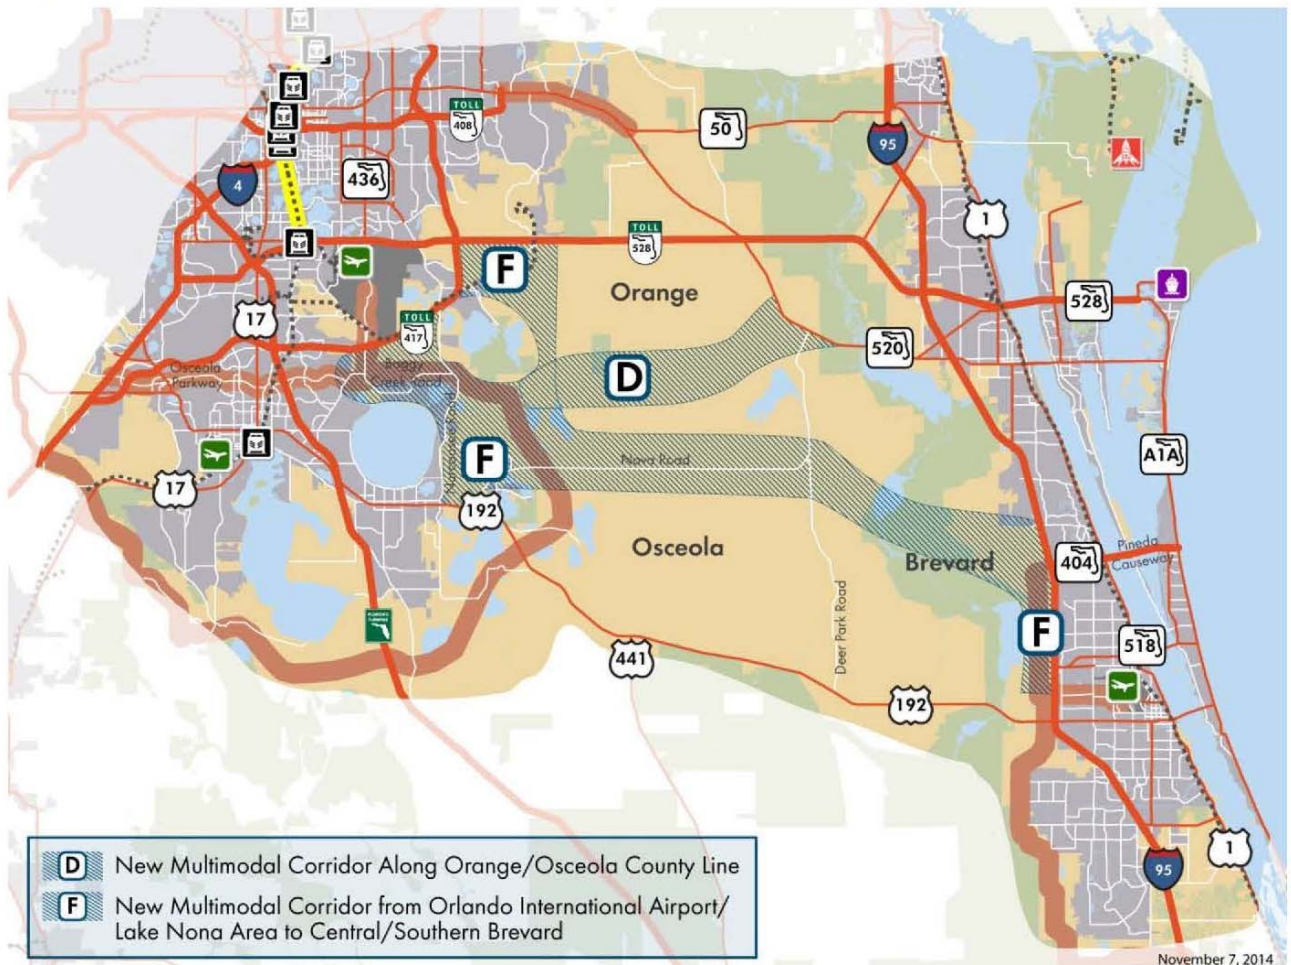 TOLL
408
50
95
4
436
1
TOLL
528
F
Orange
528
17
TOLL
417
520
Osceola
Parkway
Boggy
Creek Road
D
A1A
17
F
Narcoossee Road
Nova Road
192
Osceola
Brevard
404
Pineda
Causeway
Deer Park Road
F
518
441
192
1
95
D New Multimodal Corridor Along Orange/Osceola County Line
F New Multimodal Corridor from Orlando International Airport/
Lake Nona Area to Central/Southern Brevard
November 7, 2014